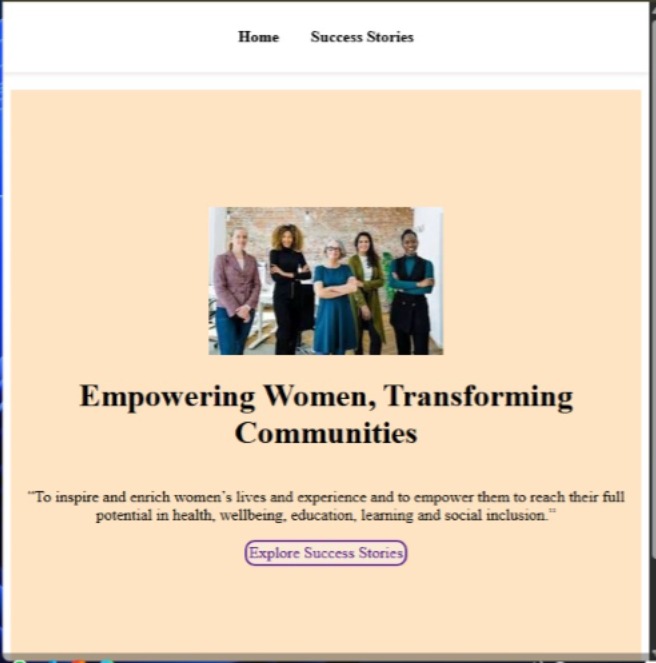 Home Success Stories
Empowering Women, Transforming
Communities
"To inspire and enrich women's lives and experience and to empower them to reach their full
potential in health, wellbeing, education, learning and social inclusion."
Explore Success Stories